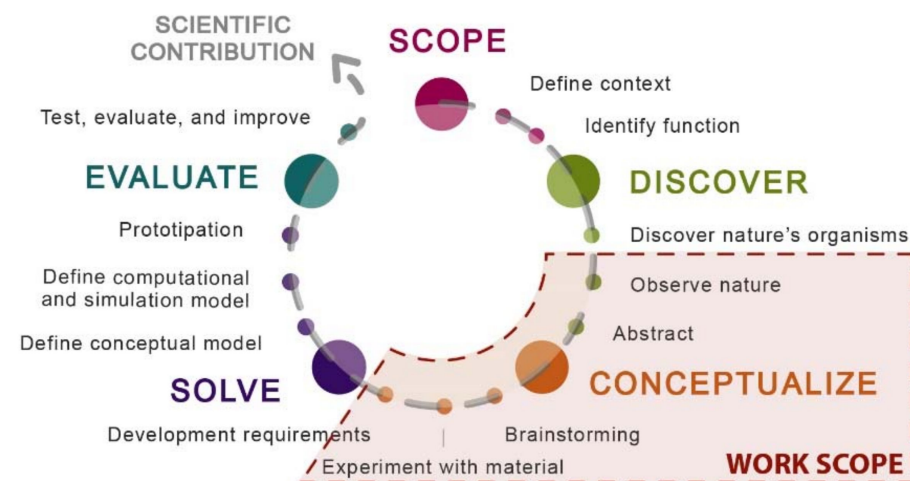 SCIENTIFIC
CONTRIBUTION
SCOPE
Define context
Identify function
DISCOVER
Discover nature's organisms
Observe nature
Abstract
CONCEPTUALIZE
Brainstorming
Experiment with material
Development requirements
WORK SCOPE
SOLVE
Define conceptual model
Define computational
and simulation model
Prototipation
EVALUATE
Test, evaluate, and improve